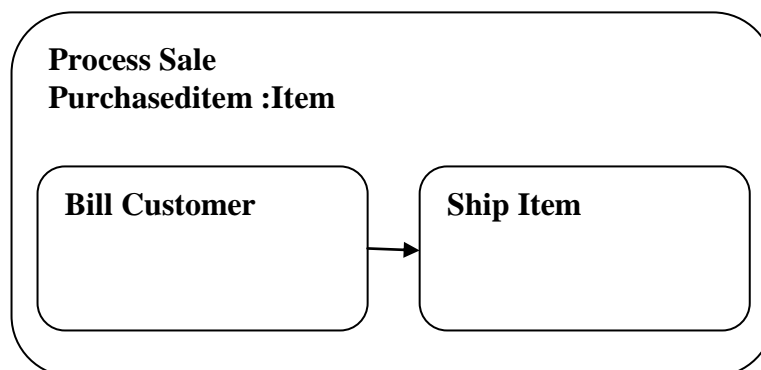 Process Sale
Purchaseditem :Item
Bill Customer
Ship Item